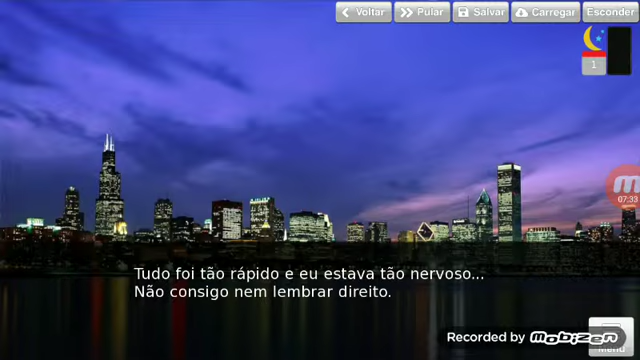 Voltar
Pular
Salvar
Carregar
Esconder
1
07:33
Tudo foi tão rápido e eu estava tão nervoso...
Não consigo nem lembrar direito.
Recorded by mobizen
Menu